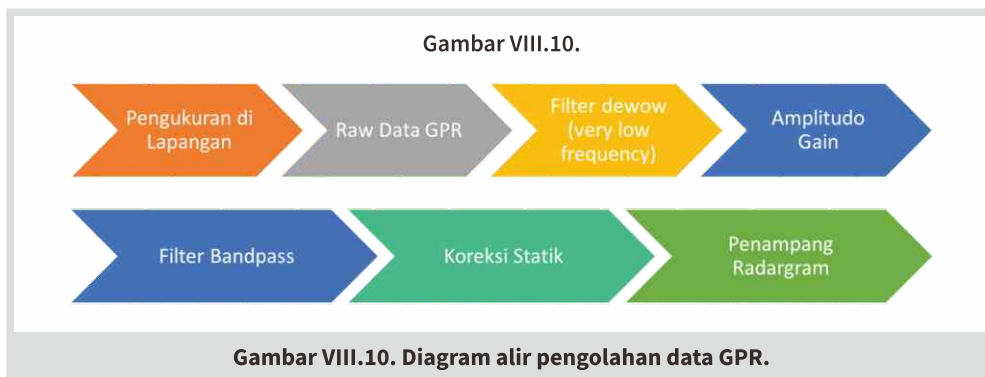 Gambar VIII.10.
Pengukuran di
Lapangan
Raw Data GPR
Filter dewow
(very low
frequency)
Amplitudo
Gain
Filter Bandpass
Koreksi Statik
Penampang
Radargram
Gambar VIII.10. Diagram alir pengolahan data GPR.